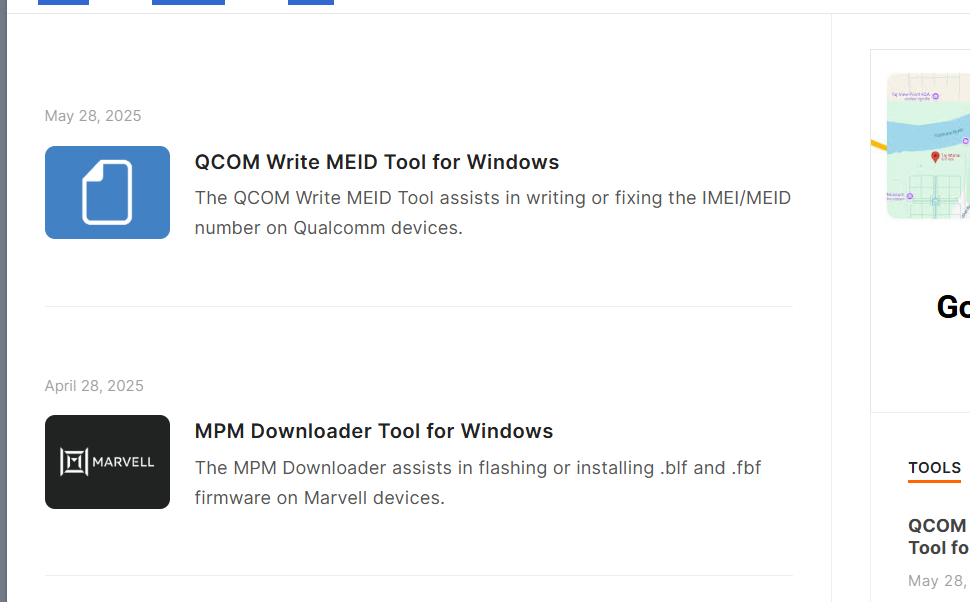 May 28, 2025
QCOM Write MEID Tool for Windows
The QCOM Write MEID Tool assists in writing or fixing the IMEI/MEID
number on Qualcomm devices.
April 28, 2025
MARVELL
MPM Downloader Tool for Windows
The MPM Downloader assists in flashing or installing .blf and .fbf
firmware on Marvell devices.
Go
TOOLS
QCOM
Tool fo
May 28,